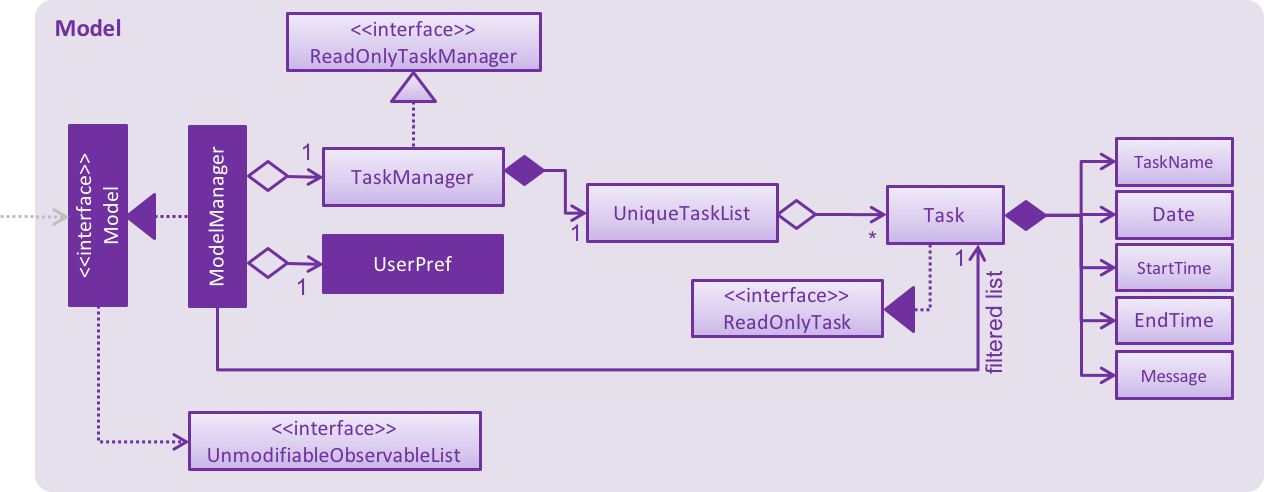 Model
<<interface>>
ReadOnlyTaskManager
<<interface>>
Model
ModelManager
1
TaskManager
1
UserPref
1
UniqueTaskList
*
Task
1
filtered list
<<interface>>
ReadOnlyTask
TaskName
Date
StartTime
EndTime
Message
<<interface>>
UnmodifiableObservableList